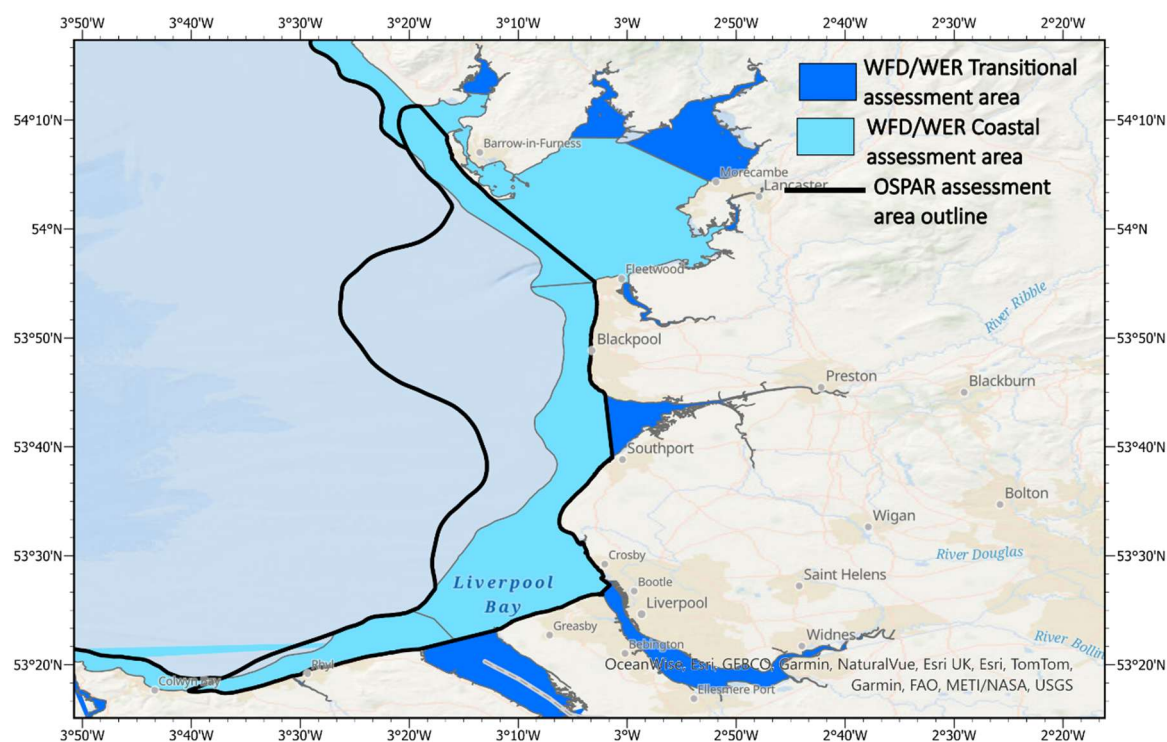 3°50'W 3°40'W 3°30'W 3°20'W 3°10'W 3°W 2°50'W 2°40'W 2°30'W 2°20'W
WFD/WER Transitional
assessment area
WFD/WER Coastal
assessment area
OSPAR assessment
area outline
54°10'N 54°10'N
Barrow-in-Furness
Morecambe
Lancaster
54°N 54°N
Fleetwood
River Ribble
53°50'N 53°50'N
Blackpool
Preston
Blackburn
53°40'N 53°40'N
Southport
Bolton
Wigan
53°30'N 53°30'N
River Douglas
Crosby
Liverpool
Bay
Bootle
Saint Helens
Liverpool
Greasby
Widnes
River Bollin
Bebington
53°20'N 53°20'N
Rhyl
Colwyn Bay
OceanWise, Esri, GEBCO, Garmin, NaturalVue, Esri UK, Esri, TomTom,
Garmin, FAO, METI/NASA, USGS
Ellesmere Port
3°50'W 3°40'W 3°30'W 3°20'W 3°10'W 3°W 2°50'W 2°40'W 2°30'W 2°20'W